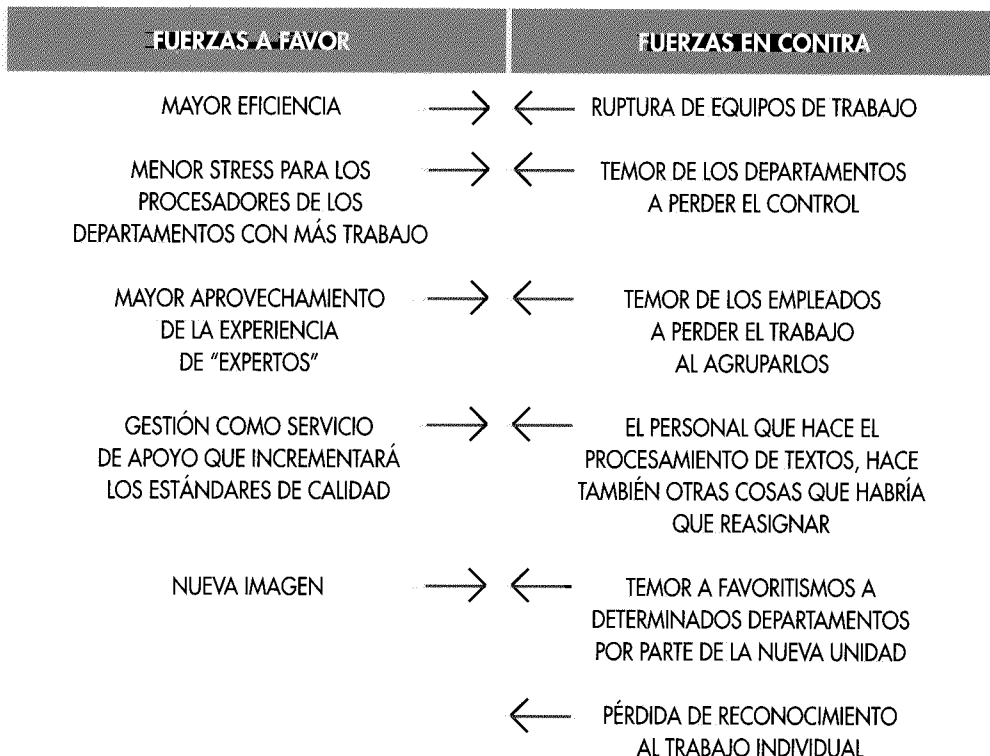 FUERZAS A FAVOR
FUERZAS EN CONTRA
MAYOR EFICIENCIA
RUPTURA DE EQUIPOS DE TRABAJO
MENOR STRESS PARA LOS
PROCESADORES DE LOS
DEPARTAMENTOS CON MÁS TRABAJO
TEMOR DE LOS DEPARTAMENTOS
A PERDER EL CONTROL
MAYOR APROVECHAMIENTO
DE LA EXPERIENCIA
DE "EXPERTOS"
TEMOR DE LOS EMPLEADOS
A PERDER EL TRABAJO
AL AGRUPARLOS
GESTIÓN COMO SERVICIO
DE APOYO QUE INCREMENTARÁ
LOS ESTÁNDARES DE CALIDAD
EL PERSONAL QUE HACE EL
PROCESAMIENTO DE TEXTOS, HACE
TAMBIÉN OTRAS COSAS QUE HABRÍA
QUE REASIGNAR
NUEVA IMAGEN
TEMOR A FAVORITISMOS A
DETERMINADOS DEPARTAMENTOS
POR PARTE DE LA NUEVA UNIDAD
PÉRDIDA DE RECONOCIMIENTO
AL TRABAJO INDIVIDUAL